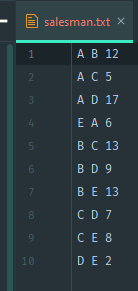 salesman.txt
1 A B 12
2 A C 5
3 A D 17
4 E A 6
5 B C 13
6 B D 9
7 B E 13
8 C D 7
9 C E 8
10 D E 2